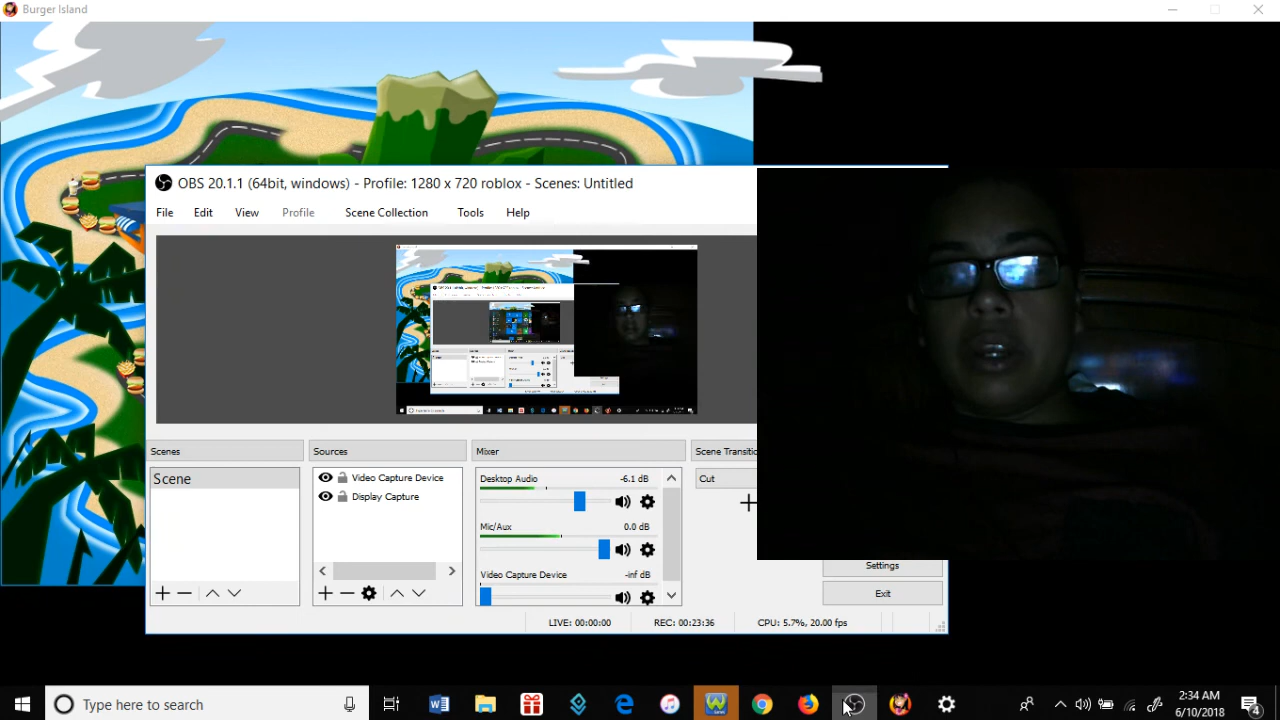 Burger Island
OBS 20.1.1 (64bit, windows) - Profile: 1280 x 720 roblox - Scenes: Untitled
File Edit View Profile Scene Collection Tools Help
Scenes Sources Mixer Scene Transitio
Scene Video Capture Device Desktop Audio -6.1 dB Cut
Display Capture
Mic/Aux 0.0 dB
Video Capture Device -inf dB
Settings
Exit
LIVE: 00:00:00 REC: 00:23:36 CPU: 5.7%, 20.00 fps
Type here to search
2:34 AM
6/10/2018
4